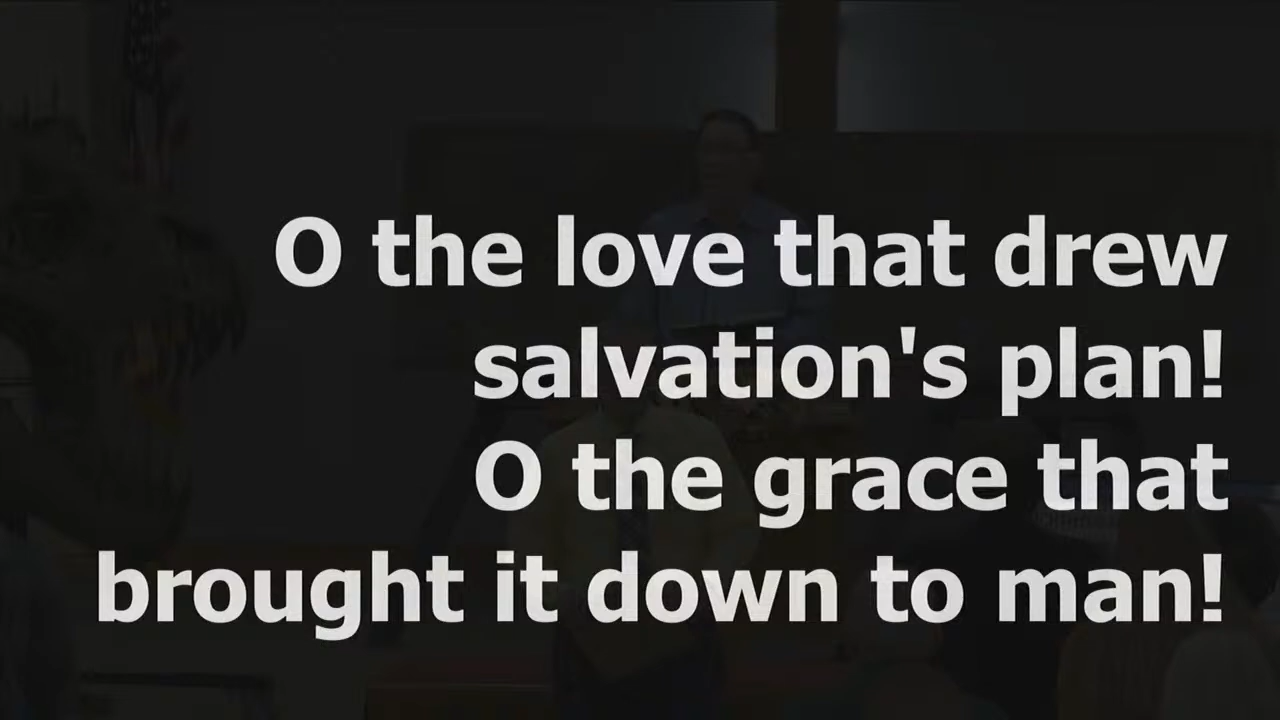 O the love that drew
salvation's plan!
O the grace that
brought it down to man!